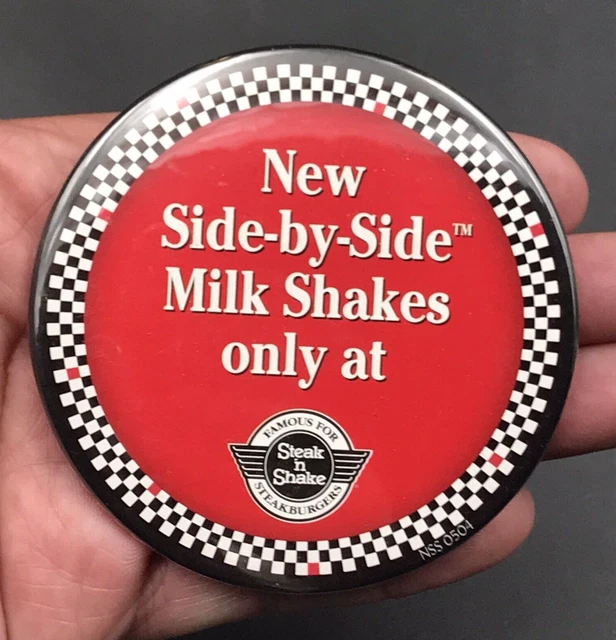 New
Side-by-Side™
Milk Shakes
only at
FAMOUS FOR
Steak
n
Shake
STEAKBURGERS
NSS 0504